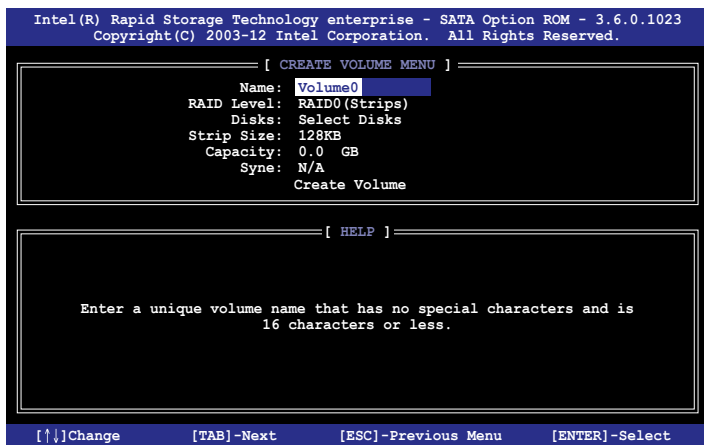 Intel(R) Rapid Storage Technology enterprise - SATA Option ROM - 3.6.0.1023
Copyright(C) 2003-12 Intel Corporation. All Rights Reserved.
[ CREATE VOLUME MENU ]
Name: Volume0
RAID Level: RAID0(Strips)
Disks: Select Disks
Strip Size: 128KB
Capacity: 0.0 GB
Syne: N/A
Create Volume
[ HELP ]
Enter a unique volume name that has no special characters and is
16 characters or less.
[↑↓]Change [TAB]-Next [ESC]-Previous Menu [ENTER]-Select